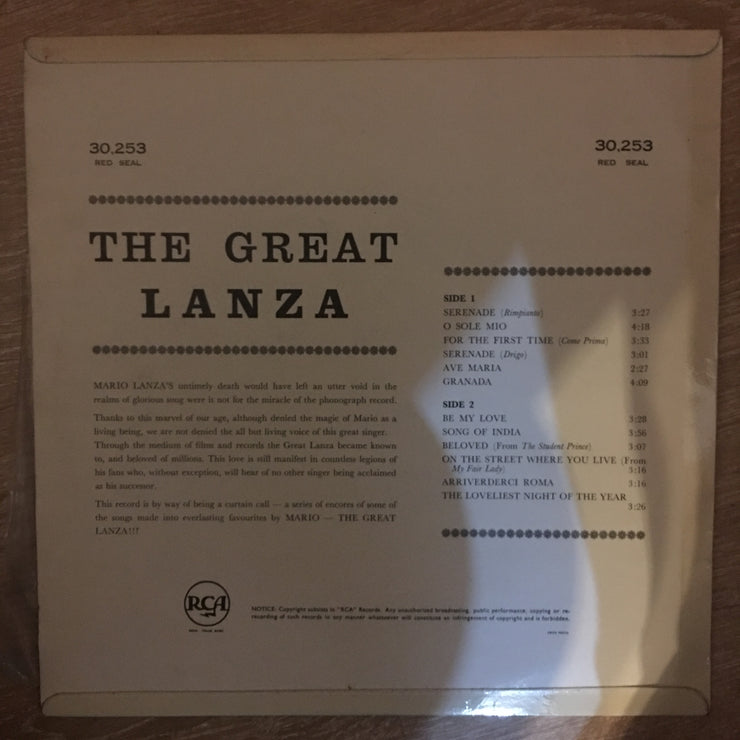 30,253
RED SEAL
30,253
RED SEAL
THE GREAT
LANZA
MARIO LANZA'S untimely death would have left an utter void in the
realms of glorious song were is not for the miracle of the phonograph record.
Thanks to this marvel of our age, although denied the magic of Mario as a
living being, we are not denied the all but living voice of this great singer.
Through the medium of films and records the Great Lanza became known
to, and beloved of millions. This love is still manifest in countless legions of
his fans who, without exception, will hear of no other singer being acclaimed
as his successor.
This record is by way of being a curtain call — a series of encores of some of
the songs made into everlasting favourites by MARIO — THE GREAT
LANZA!!!
SIDE 1
SERENADE (Rimpianto) 3:27
O SOLE MIO 4:18
FOR THE FIRST TIME (Come Prima) 3:33
SERENADE (Drigo) 3:01
AVE MARIA 2:27
GRANADA 4:09
SIDE 2
BE MY LOVE 3:28
SONG OF INDIA 3:56
BELOVED (From The Student Prince) 3:07
ON THE STREET WHERE YOU LIVE (From
My Fair Lady) 3:16
ARRIVERDERCI ROMA 3:16
THE LOVELIEST NIGHT OF THE YEAR
3:26
RCA
NOTICE: Copyright subsists in "RCA" Records. Any unauthorized broadcasting, public performance, copying or re-
recording of such records in any manner whatsoever will constitute an infringement of copyright and is forbidden.